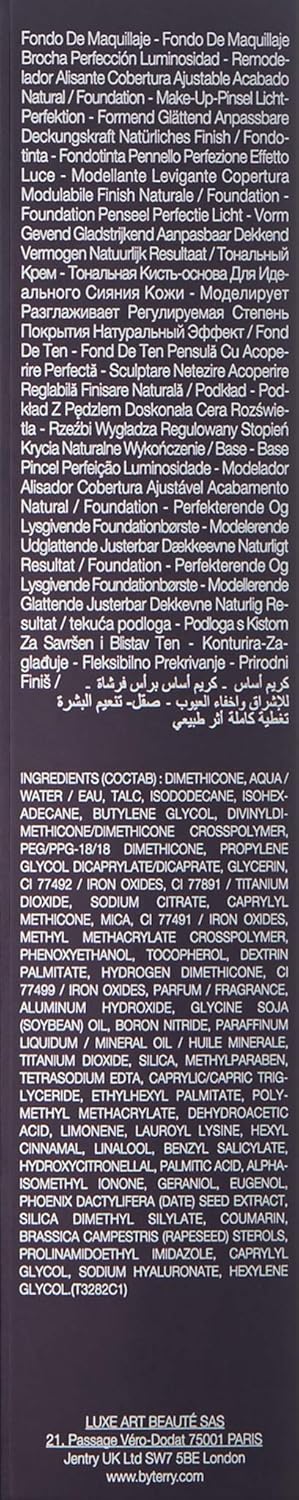 Fondo De Maquillaje - Fondo De Maquillaje
Brocha Perfección Luminosidad - Remode-
lador Alisante Cobertura Ajustable Acabado
Natural / Foundation - Make-Up-Pinsel Licht-
Perfektion - Formend Glättend Anpassbare
Deckungskraft Natürliches Finish / Fondo-
tinta - Fondotinta Pennello Perfezione Effetto
Luce - Modellante Levigante Copertura
Modulabile Finish Naturale / Foundation -
Foundation Penseel Perfectie Licht - Vorm
Gevend Gladstrijkend Aanpasbaar Dekkend
Vermogen Natuurlijk Resultaat / Тональный
Крем - Тональная Кисть-основа Для Иде-
ального Сияния Кожи - Моделирует
Разглаживает Регулируемая Степень
Покрытия Натуральный Эффект / Fond
De Ten - Fond De Ten Pensulă Cu Acope-
rire Perfectă - Sculptare Netezire Acoperire
Reglabilă Finisare Naturală / Podkład - Pod-
kład Z Pędzlem Doskonała Cera Rozświe-
tla - Rzeźbi Wygładza Regulowany Stopień
Krycia Naturalne Wykończenie / Base - Base
Pincel Perfeição Luminosidade - Modelador
Alisador Cobertura Ajustável Acabamento
Natural / Foundation - Perfekterende Og
Lysgivende Foundationbørste - Modelerende
Udglattende Justerbar Dækkeevne Naturligt
Resultat / Foundation - Perfekterende Og
Lysgivende Foundationbørste - Modellerende
Glattende Justerbar Dekkevne Naturlig Re-
sultat / tekuća podloga - Podloga s Kistom
Za Savršen i Blistav Ten - Konturira-Za-
glađuje - Fleksibilno Prekrivanje - Prirodni
Finiš / كريم أساس ـ كريم أساس برأس فرشاة ـ
للإشراق واخفاء العيوب - صقل- تنعيم البشرة
تغطية كاملة أثر طبيعي
INGREDIENTS (COCTAB) : DIMETHICONE, AQUA /
WATER / EAU, TALC, ISODODECANE, ISOHEX-
ADECANE, BUTYLENE GLYCOL, DIVINYLDI-
METHICONE/DIMETHICONE CROSSPOLYMER,
PEG/PPG-18/18 DIMETHICONE, PROPYLENE
GLYCOL DICAPRYLATE/DICAPRATE, GLYCERIN,
CI 77492 / IRON OXIDES, CI 77891 / TITANIUM
DIOXIDE, SODIUM CITRATE, CAPRYLYL
METHICONE, MICA, CI 77491 / IRON OXIDES,
METHYL METHACRYLATE CROSSPOLYMER,
PHENOXYETHANOL, TOCOPHEROL, DEXTRIN
PALMITATE, HYDROGEN DIMETHICONE, CI
77499 / IRON OXIDES, PARFUM / FRAGRANCE,
ALUMINUM HYDROXIDE, GLYCINE SOJA
(SOYBEAN) OIL, BORON NITRIDE, PARAFFINUM
LIQUIDUM / MINERAL OIL / HUILE MINERALE,
TITANIUM DIOXIDE, SILICA, METHYLPARABEN,
TETRASODIUM EDTA, CAPRYLIC/CAPRIC TRIG-
LYCERIDE, ETHYLHEXYL PALMITATE, POLY-
METHYL METHACRYLATE, DEHYDROACETIC
ACID, LIMONENE, LAUROYL LYSINE, HEXYL
CINNAMAL, LINALOOL, BENZYL SALICYLATE,
HYDROXYCITRONELLAL, PALMITIC ACID, ALPHA-
ISOMETHYL IONONE, GERANIOL, EUGENOL,
PHOENIX DACTYLIFERA (DATE) SEED EXTRACT,
SILICA DIMETHYL SILYLATE, COUMARIN,
BRASSICA CAMPESTRIS (RAPESEED) STEROLS,
PROLINAMIDOETHYL IMIDAZOLE, CAPRYLYL
GLYCOL, SODIUM HYALURONATE, HEXYLENE
GLYCOL.(T3282C1)
LUXE ART BEAUTÉ SAS
21, Passage Véro-Dodat 75001 PARIS
Jentry UK Ltd SW7 5BE London
www.byterry.com